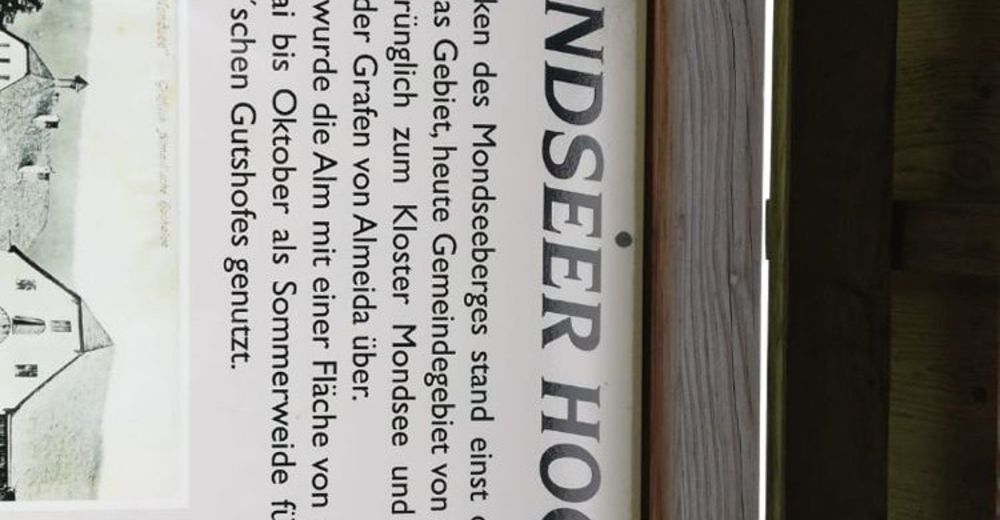 NDSEER HO
ken des Mondseeberges stand einst
as Gebiet, heute Gemeindegebiet von
rünglich zum Kloster Mondsee und
der Grafen von Almeida über.
wurde die Alm mit einer Fläche von
ai bis Oktober als Sommerweide fü
'schen Gutshofes genutzt.